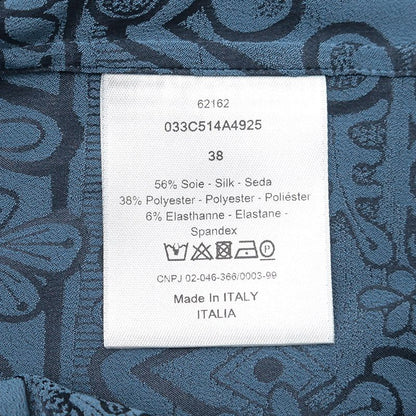 62162
033C514A4925
38
56% Soie - Silk - Seda
38% Polyester - Polyester - Poliéster
6% Elasthanne - Elastane -
Spandex
P
CNPJ 02-046-366/0003-99
Made In ITALY
ITALIA